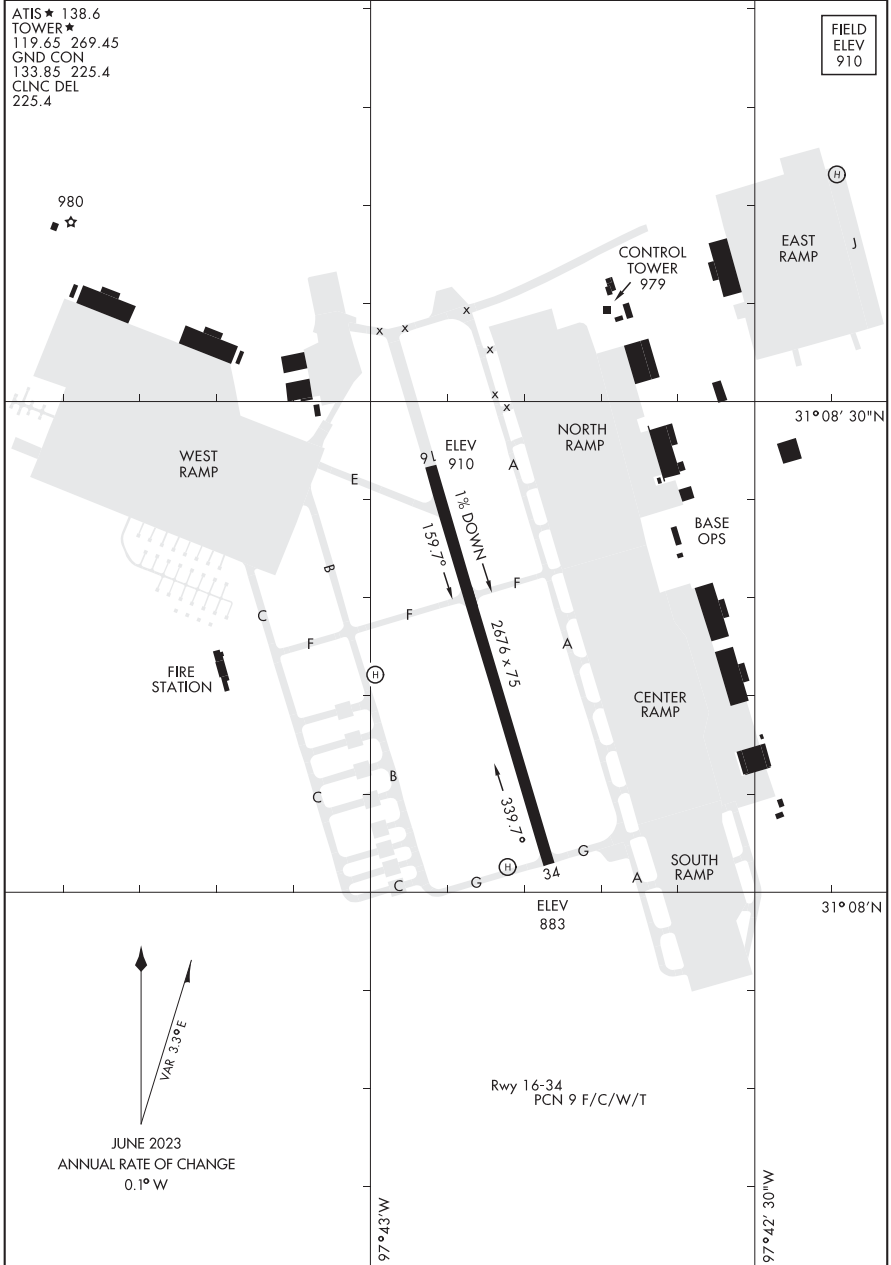 ATIS★ 138.6
TOWER★
119.65 269.45
GND CON
133.85 225.4
CLNC DEL
225.4
FIELD
ELEV
910
980
H
EAST
RAMP
J
CONTROL
TOWER
979
x x x
x
x
x
31°08' 30"N
WEST
RAMP
16
ELEV
910
NORTH
RAMP
A
E
1% DOWN
159.7°
BASE
OPS
B
F
C
F
F
2676 x 75
A
FIRE
STATION
H
CENTER
RAMP
B
C
339.7°
G
H
34
SOUTH
RAMP
C
G
A
ELEV
883
31°08'N
VAR 3.3°E
JUNE 2023
ANNUAL RATE OF CHANGE
0.1° W
Rwy 16-34
PCN 9 F/C/W/T
97°43'W
97°42' 30"W